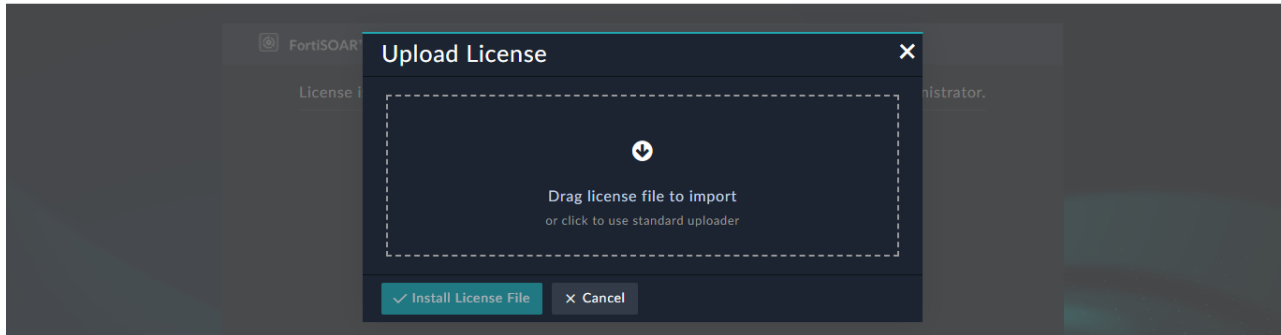 FortiSOAR
Upload License
License i
nistrator.
Drag license file to import
or click to use standard uploader
Install License File
Cancel